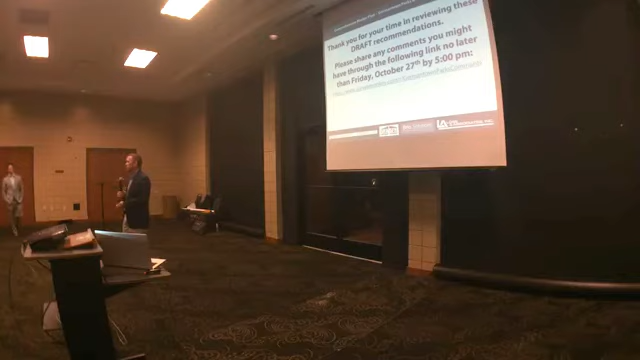 Thank you for your time in reviewing these
DRAFT recommendations.
Please share any comments you might
have through the following link no later
than Friday, October 27th by 5:00 pm: